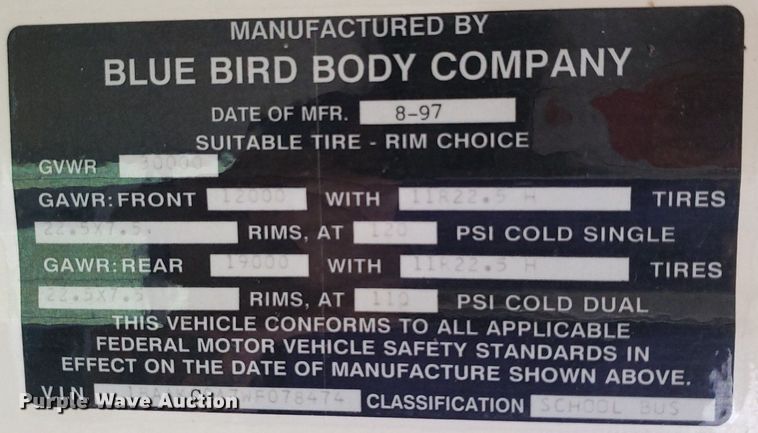 MANUFACTURED BY
BLUE BIRD BODY COMPANY
DATE OF MFR. 8-97
SUITABLE TIRE - RIM CHOICE
GVWR 30000
GAWR: FRONT 12000 WITH 11R22.5 H TIRES
22.5X7.5. RIMS, AT 120 PSI COLD SINGLE
GAWR: REAR 19000 WITH 11R22.5 H TIRES
22.5X7.5 RIMS, AT 110 PSI COLD DUAL
THIS VEHICLE CONFORMS TO ALL APPLICABLE
FEDERAL MOTOR VEHICLE SAFETY STANDARDS IN
EFFECT ON THE DATE OF MANUFACTURE SHOWN ABOVE.
VIN CLASSIFICATION SCHOOL BUS
Purple Wave Auction